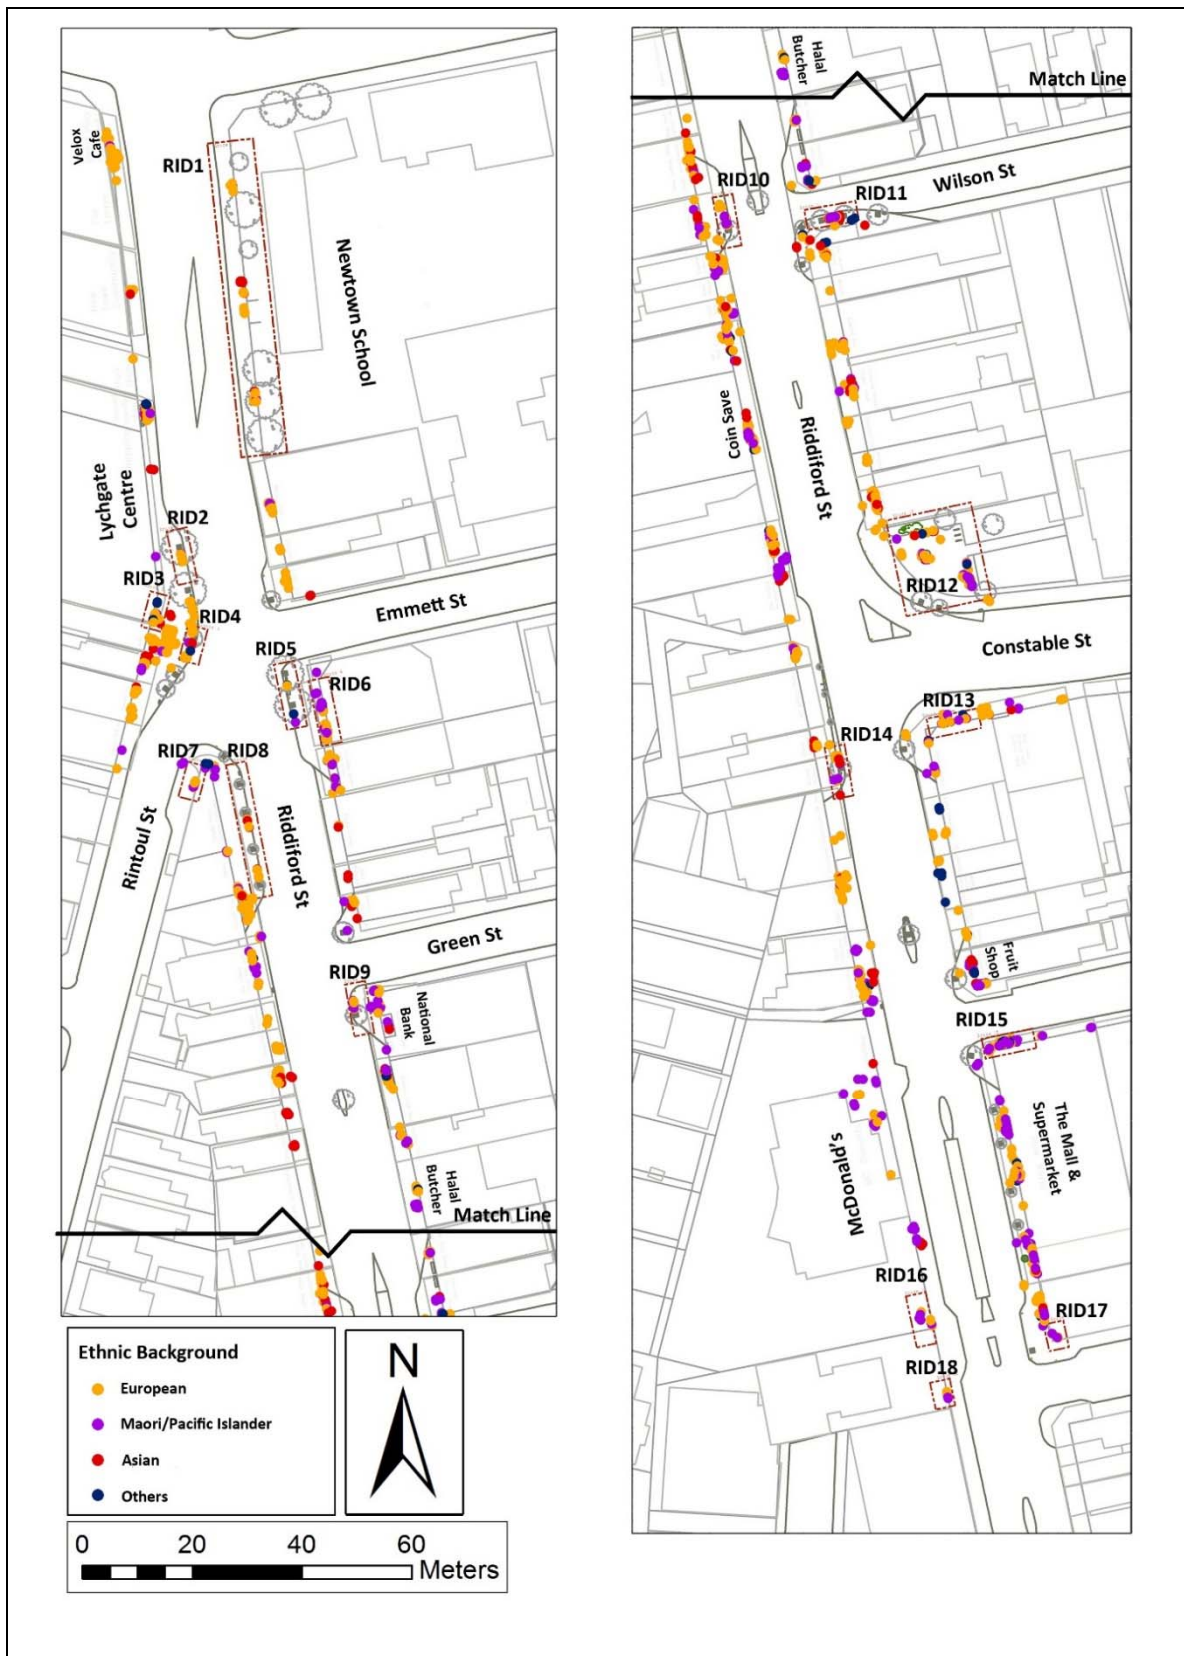 Velox
Cafe
RID1
Newtown School
Lychgate
Centre
RID2
RID3
RID4
Emmett St
RID5
RID6
RID7
RID8
Rintoul St
Riddiford St
Green St
RID9
National
Bank
Halal
Butcher
Match Line
Ethnic Background
European
Maori/Pacific Islander
Asian
Others
N
0 20 40 60
Meters
Halal
Butcher
Match Line
RID10
RID11
Wilson St
Coin Save
Riddiford St
RID12
Constable St
RID13
RID14
Fruit
Shop
RID15
McDonald's
The Mall &
Supermarket
RID16
RID17
RID18